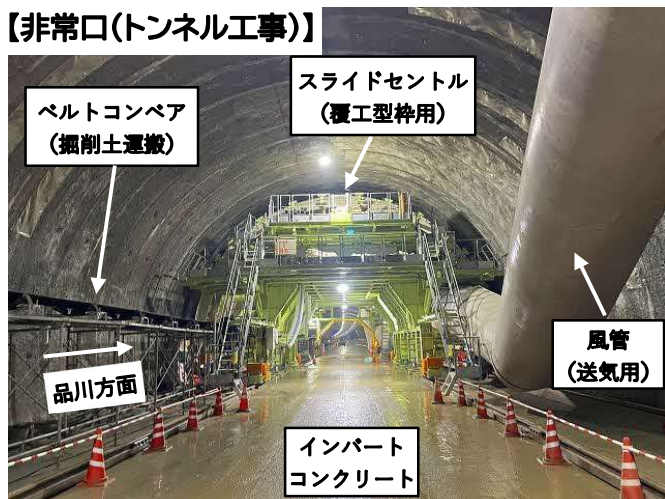 【非常口(トンネル工事)】
スライドセントル
(覆工型枠用)
ベルトコンベア
(掘削土運搬)
風管
(送気用)
品川方面
インバート
コンクリート